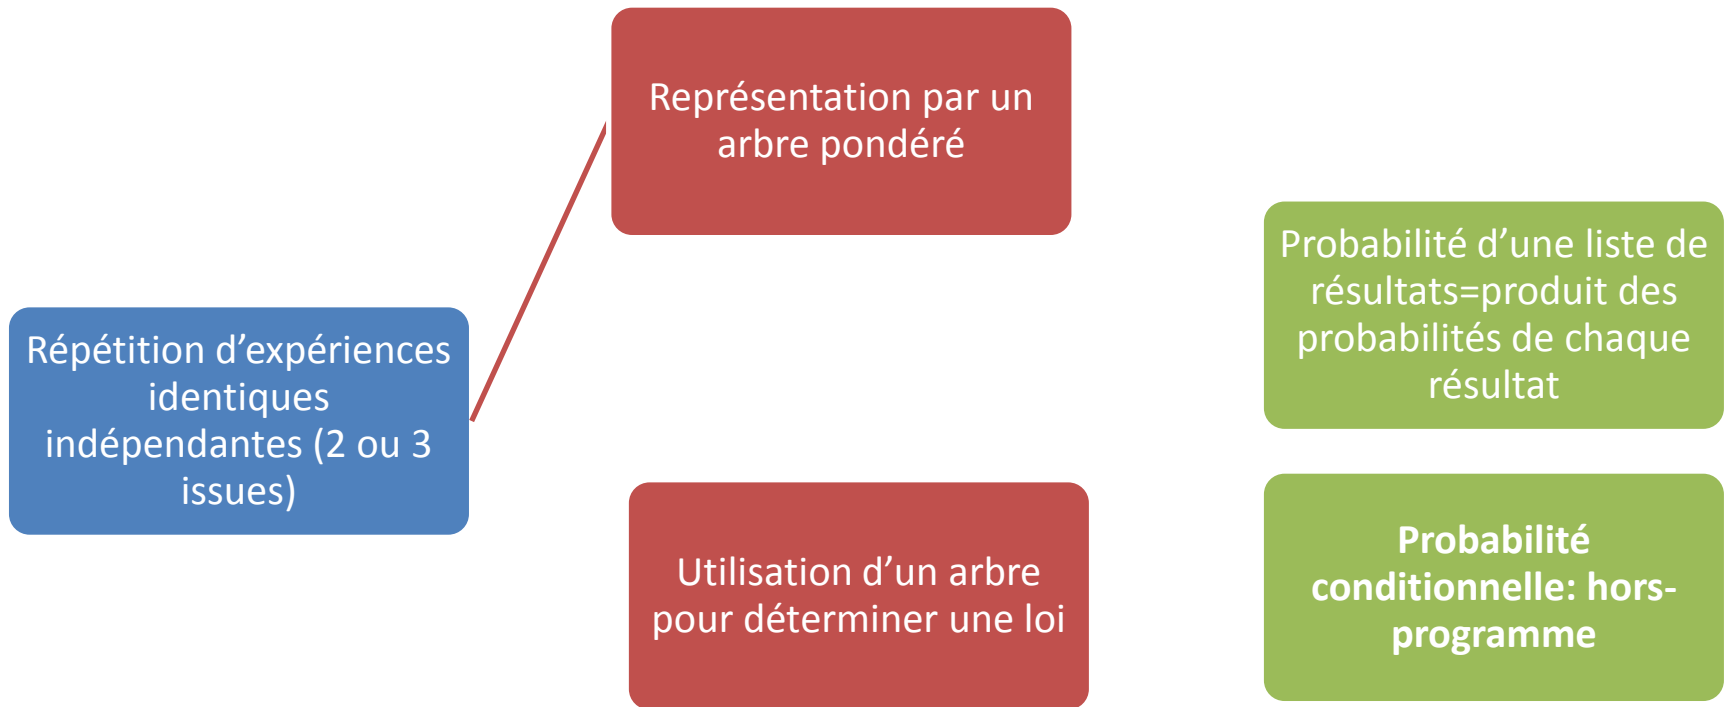 Représentation par un
arbre pondéré
Répétition d’expériences
identiques
indépendantes (2 ou 3
issues)
Utilisation d’un arbre
pour déterminer une loi
Probabilité d’une liste de
résultats=produit des
probabilités de chaque
résultat
Probabilité
conditionnelle: hors-
programme